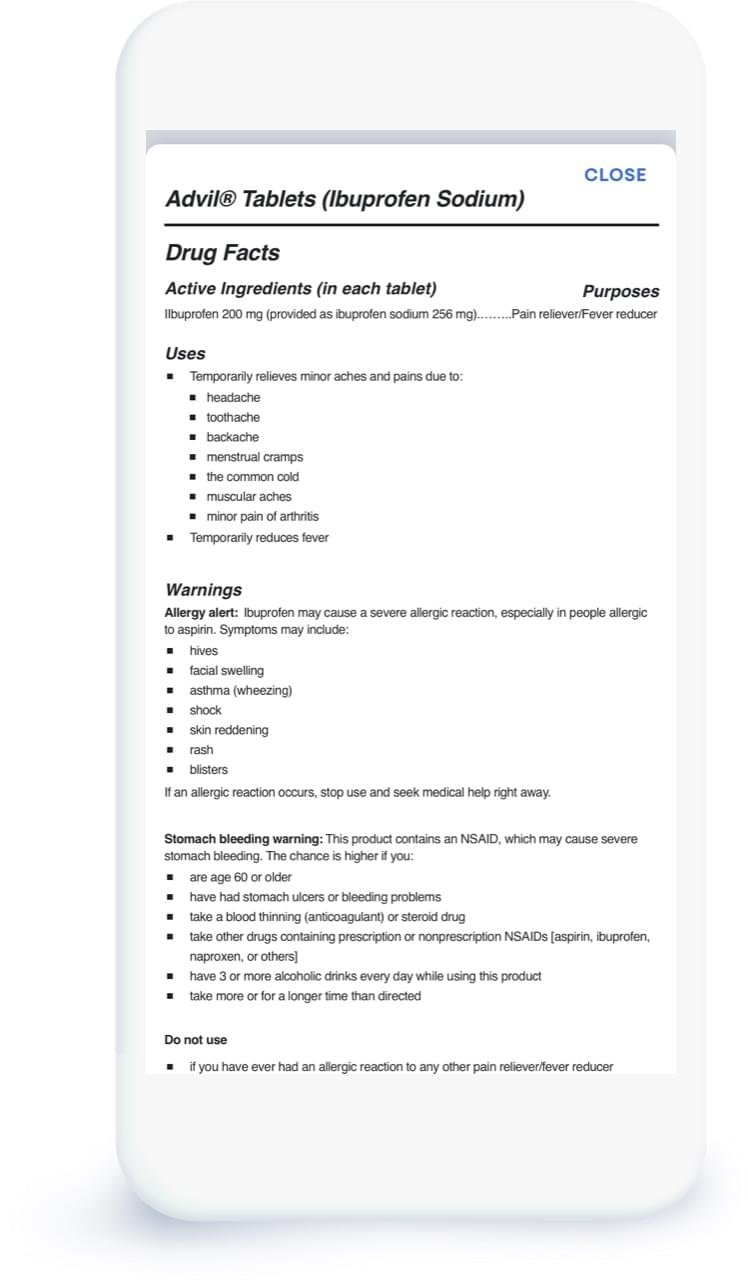 CLOSE
Advil® Tablets (Ibuprofen Sodium)
Drug Facts
Active Ingredients (in each tablet) Purposes
Ilbuprofen 200 mg (provided as ibuprofen sodium 256 mg).........Pain reliever/Fever reducer
Uses
▪ Temporarily relieves minor aches and pains due to:
▪ headache
▪ toothache
▪ backache
▪ menstrual cramps
▪ the common cold
▪ muscular aches
▪ minor pain of arthritis
▪ Temporarily reduces fever
Warnings
Allergy alert: Ibuprofen may cause a severe allergic reaction, especially in people allergic
to aspirin. Symptoms may include:
▪ hives
▪ facial swelling
▪ asthma (wheezing)
▪ shock
▪ skin reddening
▪ rash
▪ blisters
If an allergic reaction occurs, stop use and seek medical help right away.
Stomach bleeding warning: This product contains an NSAID, which may cause severe
stomach bleeding. The chance is higher if you:
▪ are age 60 or older
▪ have had stomach ulcers or bleeding problems
▪ take a blood thinning (anticoagulant) or steroid drug
▪ take other drugs containing prescription or nonprescription NSAIDs [aspirin, ibuprofen,
naproxen, or others]
▪ have 3 or more alcoholic drinks every day while using this product
▪ take more or for a longer time than directed
Do not use
▪ if you have ever had an allergic reaction to any other pain reliever/fever reducer